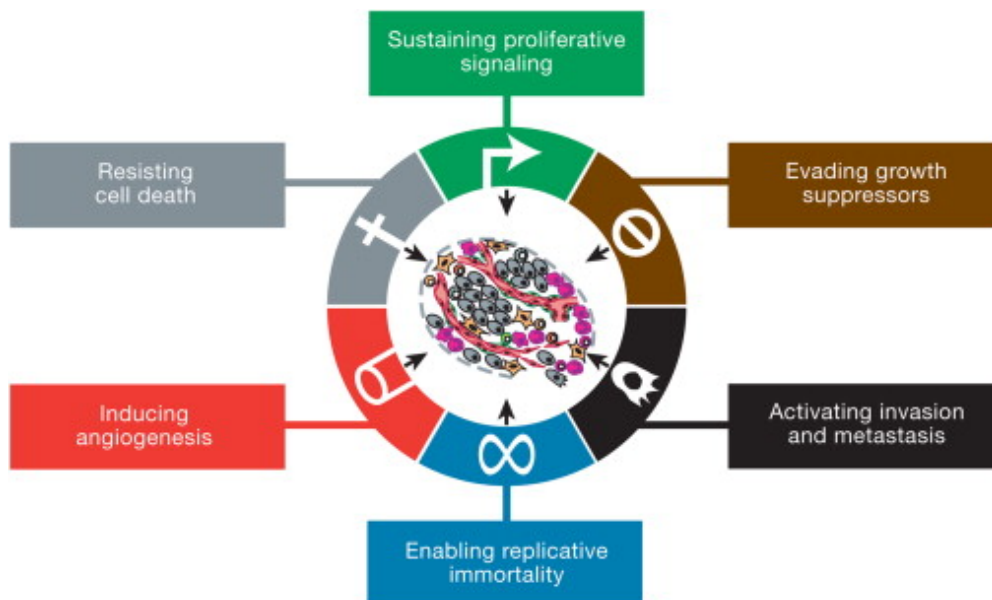 Sustaining proliferative
signaling
Resisting
cell death
Evading growth
suppressors
Inducing
angiogenesis
Activating invasion
and metastasis
Enabling replicative
immortality